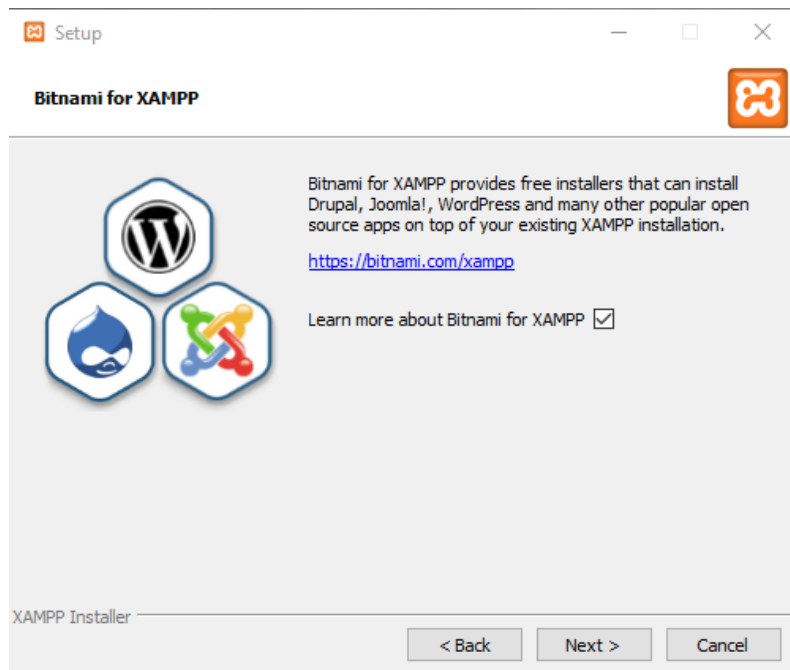 Setup
Bitnami for XAMPP
Bitnami for XAMPP provides free installers that can install
Drupal, Joomla!, WordPress and many other popular open
source apps on top of your existing XAMPP installation.
https://bitnami.com/xampp
Learn more about Bitnami for XAMPP
XAMPP Installer
< Back Next > Cancel